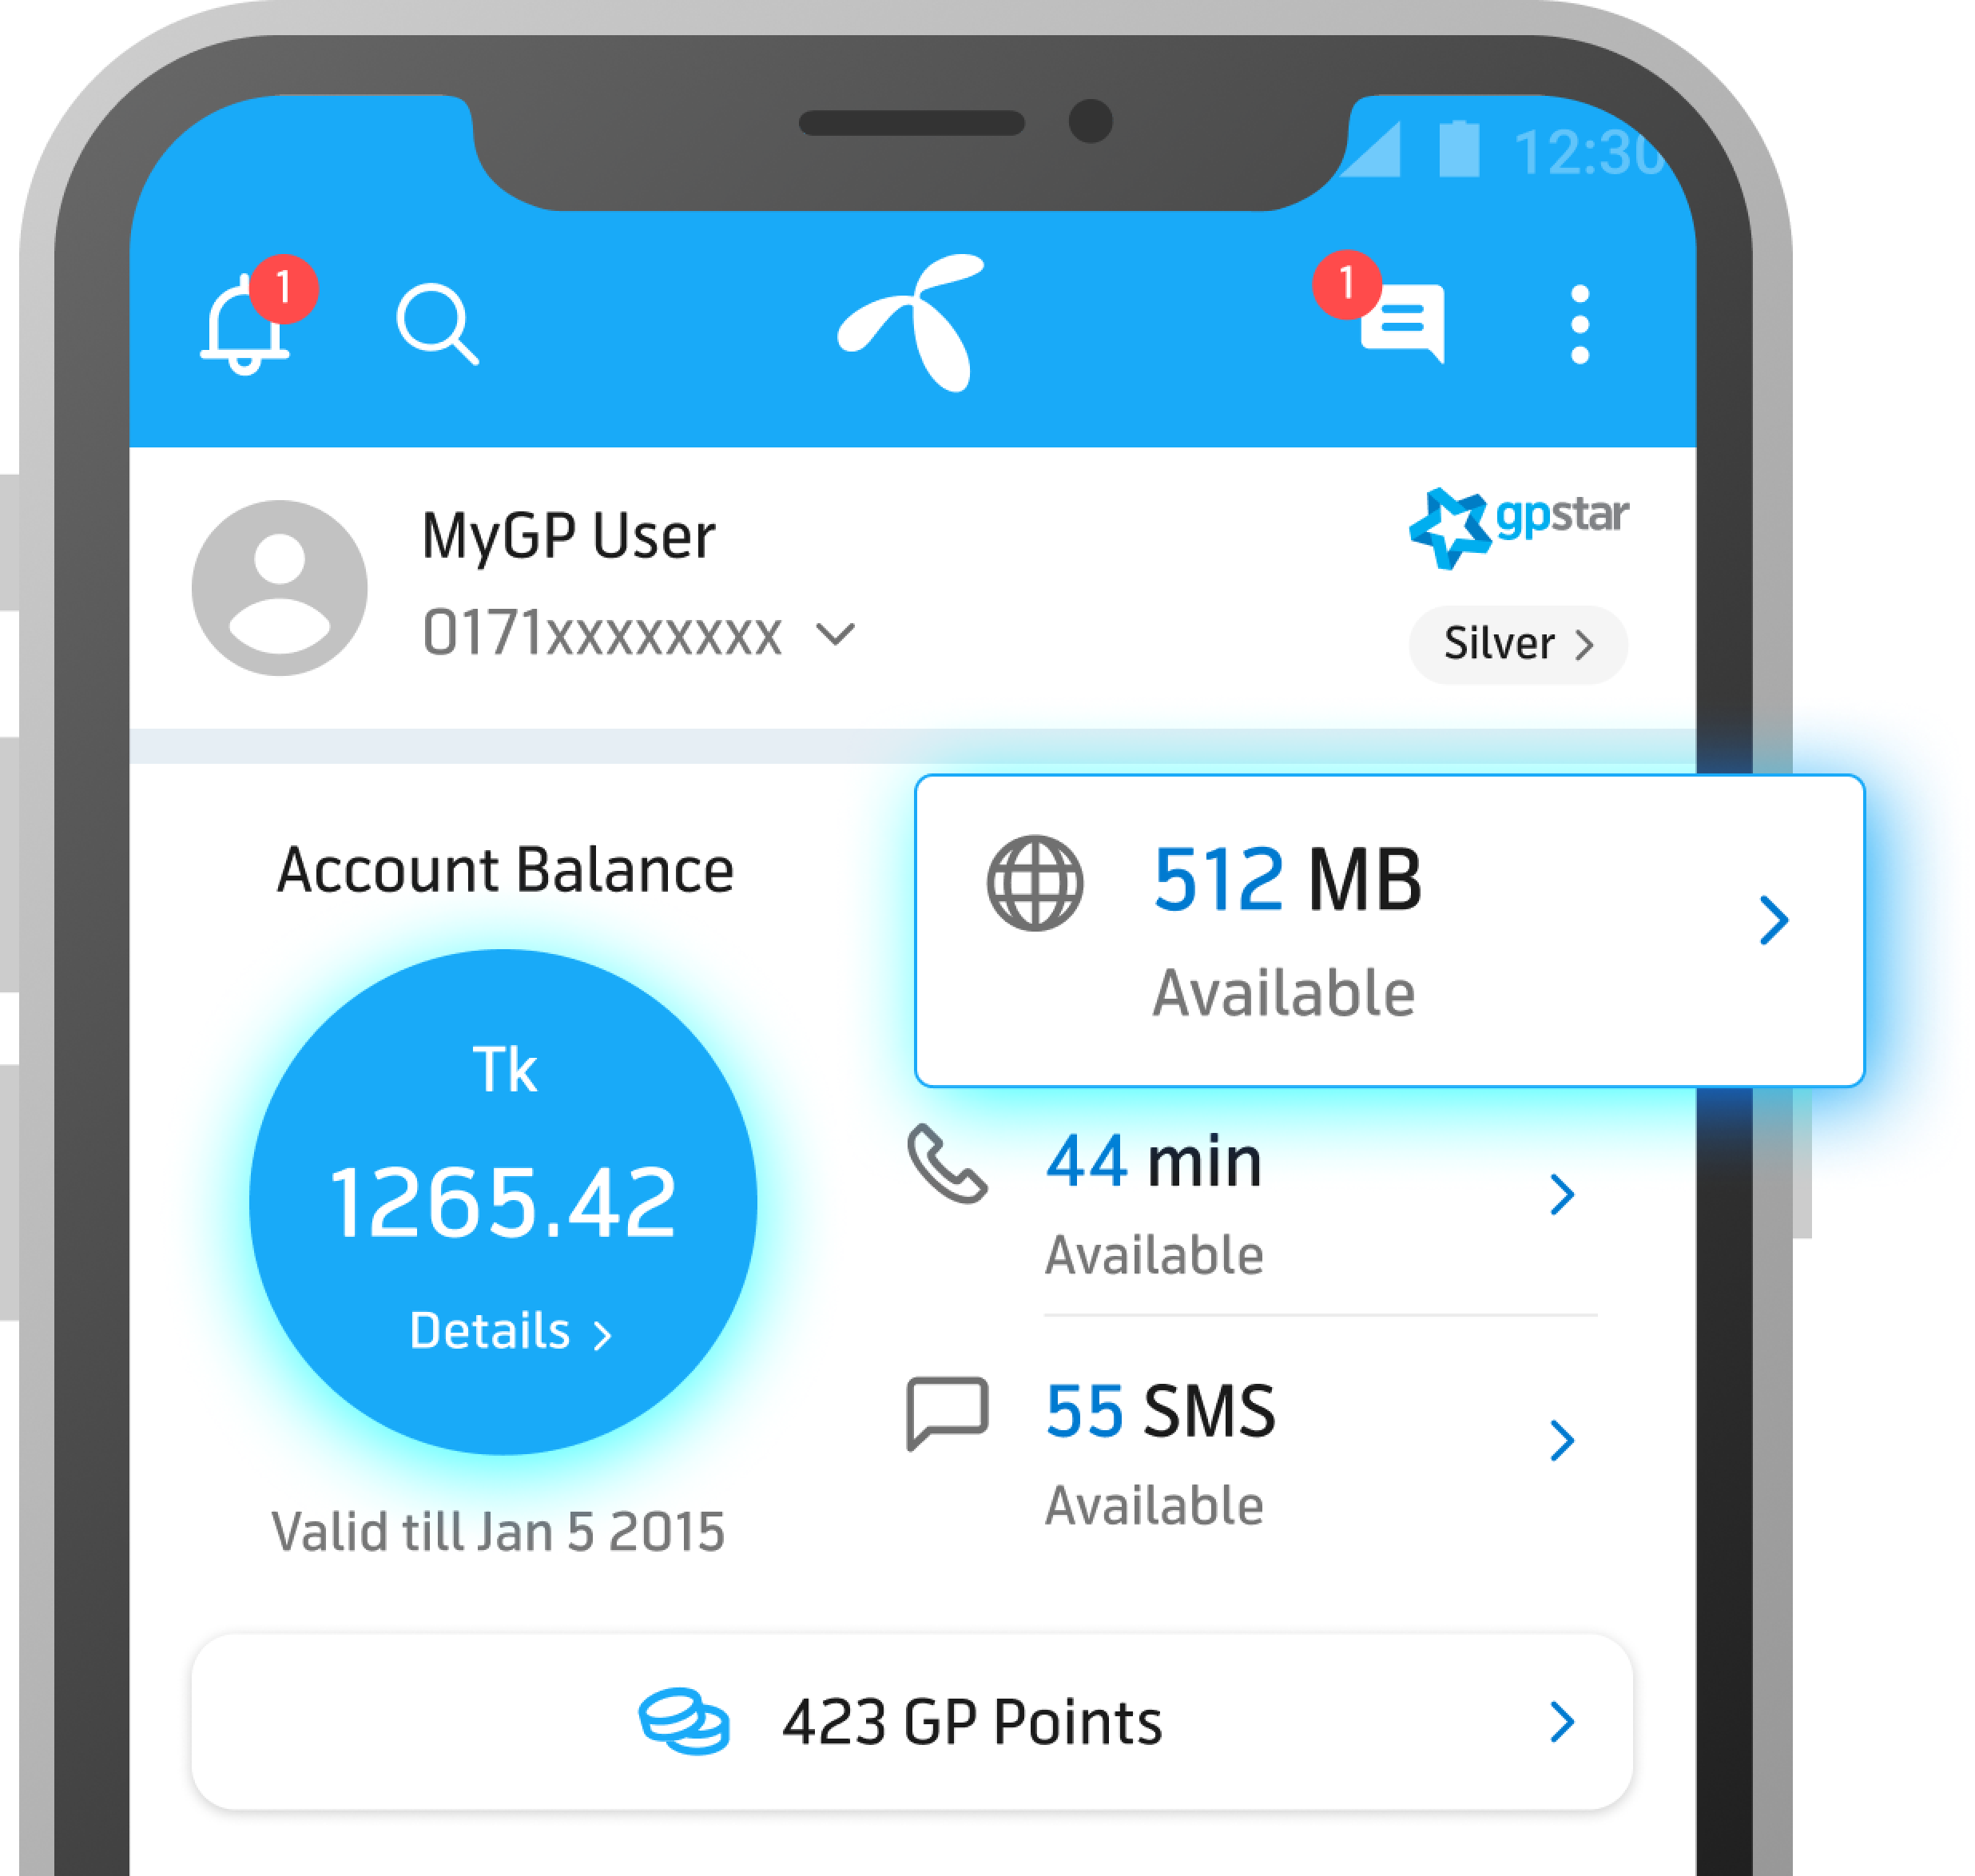 12:30
1
1
MyGP User
0171xxxxxxxx
gpstar
Silver
Account Balance
Tk
1265.42
Details
Valid till Jan 5 2015
512 MB
Available
44 min
Available
55 SMS
Available
423 GP Points